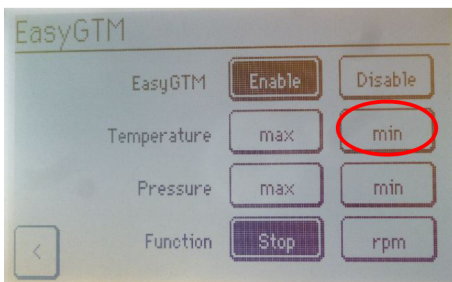 EasyGTM
EasyGTM Enable Disable
Temperature max min
Pressure max min
< Function Stop rpm